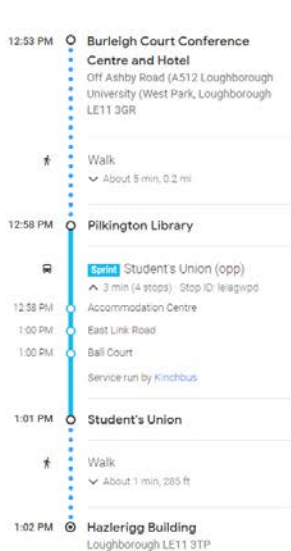 12:53 PM Burleigh Court Conference
Centre and Hotel
Off Ashby Road (A512 Loughborough
University (West Park, Loughborough
LE11 3GR
Walk
About 5 min, 0.2 mi
12:58 PM Pilkington Library
Sprint Student's Union (opp)
3 min (4 stops) Stop ID: leiagwpd
12:58 PM Accommodation Centre
1:00 PM East Link Road
1:00 PM Ball Court
Service run by Kinchbus
1:01 PM Student's Union
Walk
About 1 min, 285 ft
1:02 PM Hazlerigg Building
Loughborough LE11 3TP